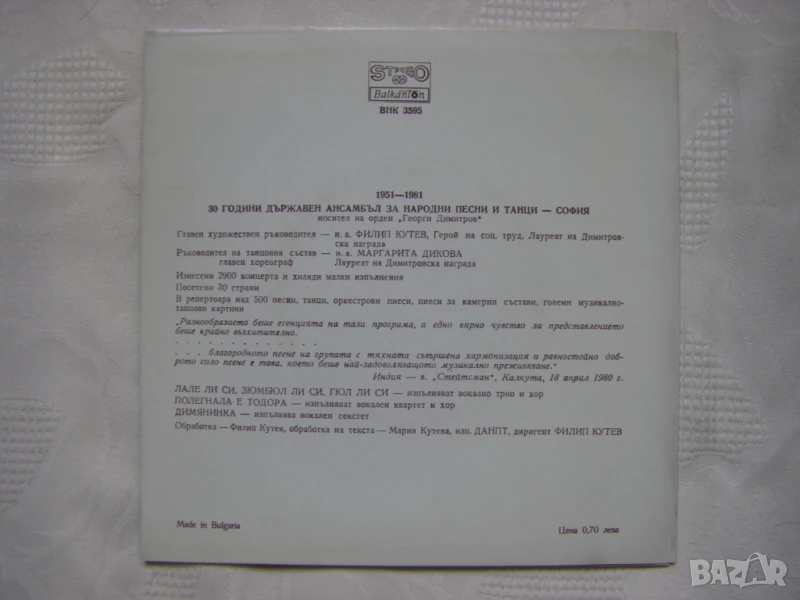 STEREO
Balkanton
ВНК 3595
1951—1981
30 ГОДИНИ ДЪРЖАВЕН АНСАМБЪЛ ЗА НАРОДНИ ПЕСНИ И ТАНЦИ — СОФИЯ
носител на орден „Георги Димитров“
Главен художествен ръководител — н. а. ФИЛИП КУТЕВ, Герой на соц. труд, Лауреат на Димитров-
ска награда
Ръководител на танцовия състав — н. а. МАРГАРИТА ДИКОВА
главен хореограф Лауреат на Димитровска награда
Изнесени 2900 концерта и хиляди малки изпълнения
Посетени 30 страни
В репертоара над 500 песни, танци, оркестрови пиеси, пиеси за камерни състави, големи музикално-
танцови картини
„Разнообразието беше есенцията на тази програма, и едно вярно чувство за представлението
беше крайно възхитително.
. . . . . . . . . . . .
. . . благородното пеене на групата с тяхната съвършена хармонизация и равностойно доб-
рото соло пеене е това, което беше най-задоволяващото музикално преживяване.“
Индия — в. „Стейтсман“, Калкута, 18 април 1980 г.
ЛАЛЕ ЛИ СИ, ЗЮМБЮЛ ЛИ СИ, ГЮЛ ЛИ СИ — изпълняват вокално трио и хор
ПОЛЕГНАЛА Е ТОДОРА — изпълняват вокален квартет и хор
ДИМЯНИНКА — изпълнява вокален секстет
Обработка — Филип Кутев, обработка на текста — Мария Кутева, изп. ДАНПТ, диригент ФИЛИП КУТЕВ
Made in Bulgaria Цена 0,70 лева
BAZAR